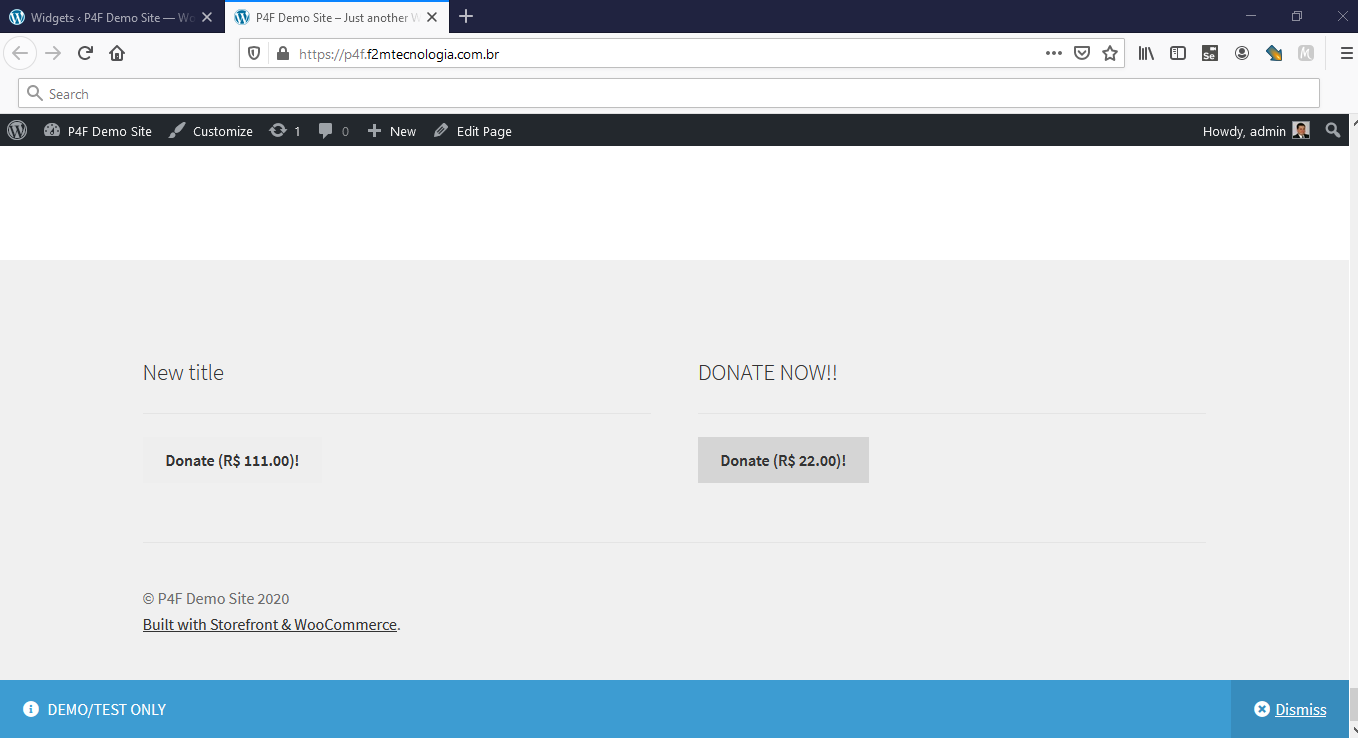 Widgets ‹ P4F Demo Site — Wo
P4F Demo Site – Just another W
https://p4f.f2mtecnologia.com.br
Se
M
Search
P4F Demo Site
Customize
1
0
New
Edit Page
Howdy, admin
New title
DONATE NOW!!
Donate (R$ 111.00)!
Donate (R$ 22.00)!
© P4F Demo Site 2020
Built with Storefront & WooCommerce.
DEMO/TEST ONLY
Dismiss